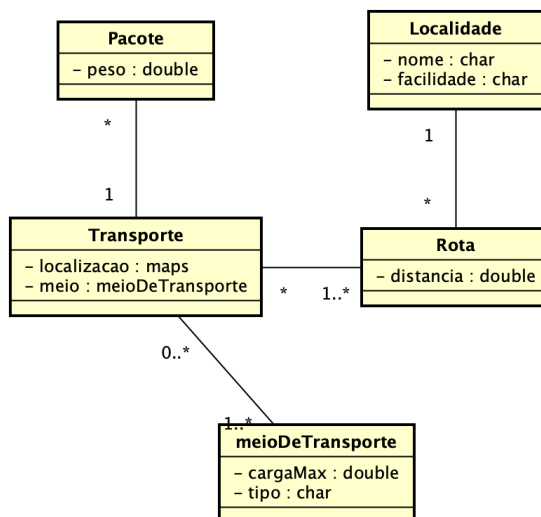 Pacote
– peso : double
*
1
Localidade
– nome : char
– facilidade : char
1
*
Transporte
– localizacao : maps
– meio : meioDeTransporte
*
1..*
Rota
– distancia : double
0..*
1..*
meioDeTransporte
– cargaMax : double
– tipo : char